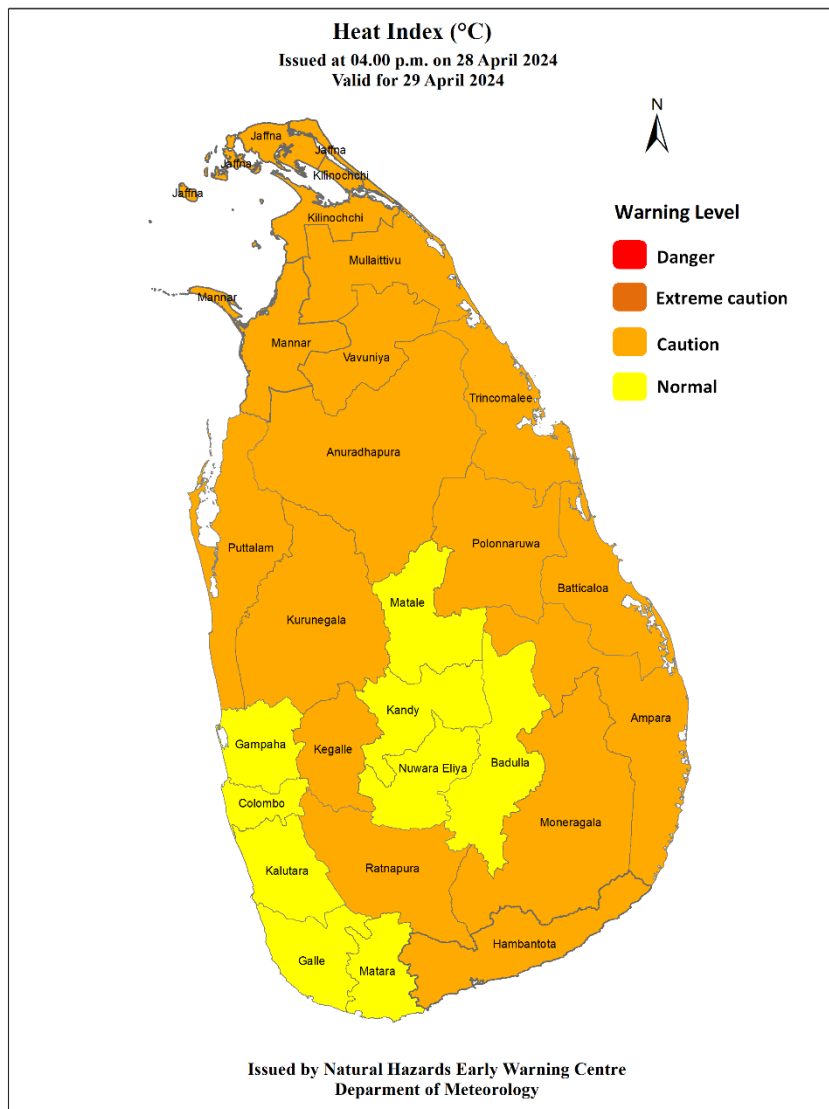 Heat Index (°C)
Issued at 04.00 p.m. on 28 April 2024
Valid for 29 April 2024
N
Jaffna
Jaffna
Jaffna
Kilinochchi
Jaffna
Kilinochchi
Mullaittivu
Mannar
Mannar
Vavuniya
Trincomalee
Anuradhapura
Puttalam
Polonnaruwa
Batticaloa
Matale
Kurunegala
Kandy
Ampara
Gampaha
Kegalle
Nuwara Eliya
Badulla
Colombo
Moneragala
Kalutara
Ratnapura
Hambantota
Galle
Matara
Warning Level
Danger
Extreme caution
Caution
Normal
Issued by Natural Hazards Early Warning Centre
Deparment of Meteorology